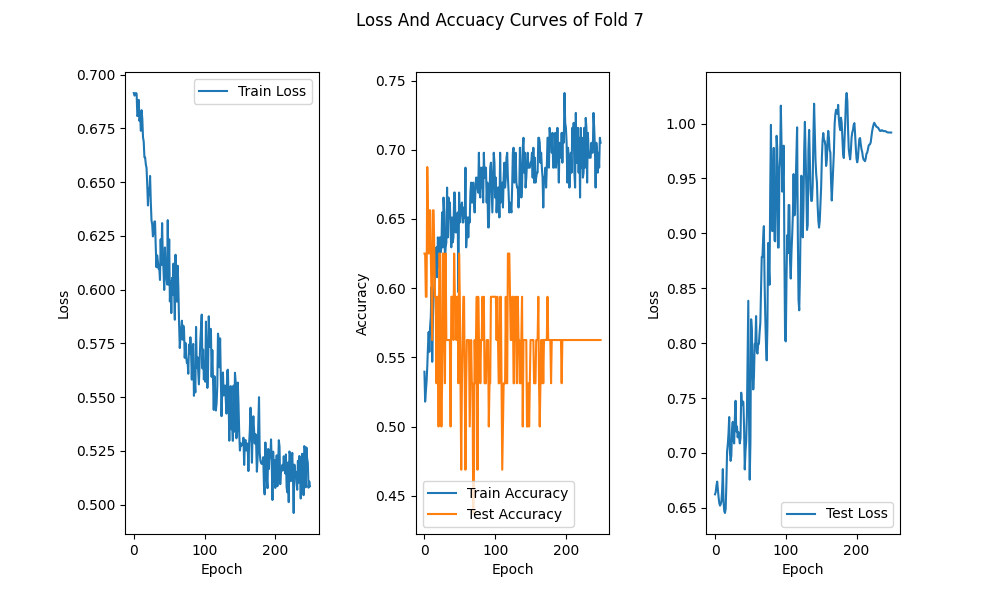 Loss And Accuacy Curves of Fold 7
0.700
0.675
0.650
0.625
0.600
0.575
0.550
0.525
0.500
Loss
Train Loss
0 100 200
Epoch
0.75
0.70
0.65
0.60
0.55
0.50
0.45
Accuracy
Train Accuracy
Test Accuracy
0 100 200
Epoch
1.00
0.95
0.90
0.85
0.80
0.75
0.70
0.65
Loss
Test Loss
0 100 200
Epoch